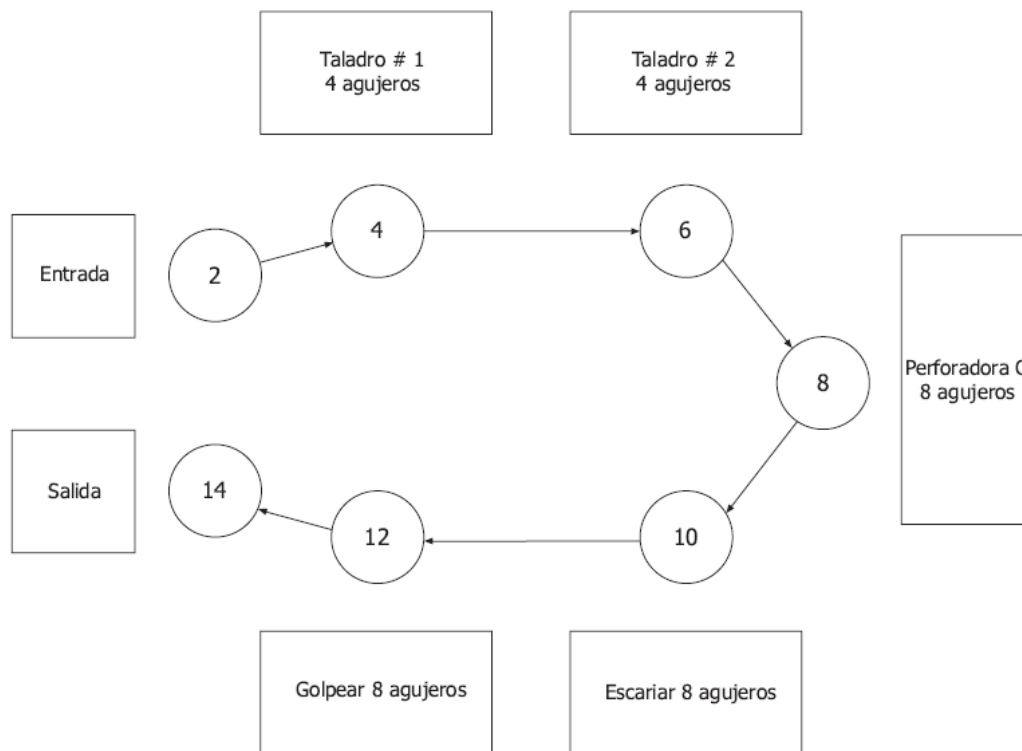 Taladro # 1
4 agujeros
Taladro # 2
4 agujeros
Entrada
2
4
6
8
Perforadora C
8 agujeros
Salida
14
12
10
Golpear 8 agujeros
Escariar 8 agujeros